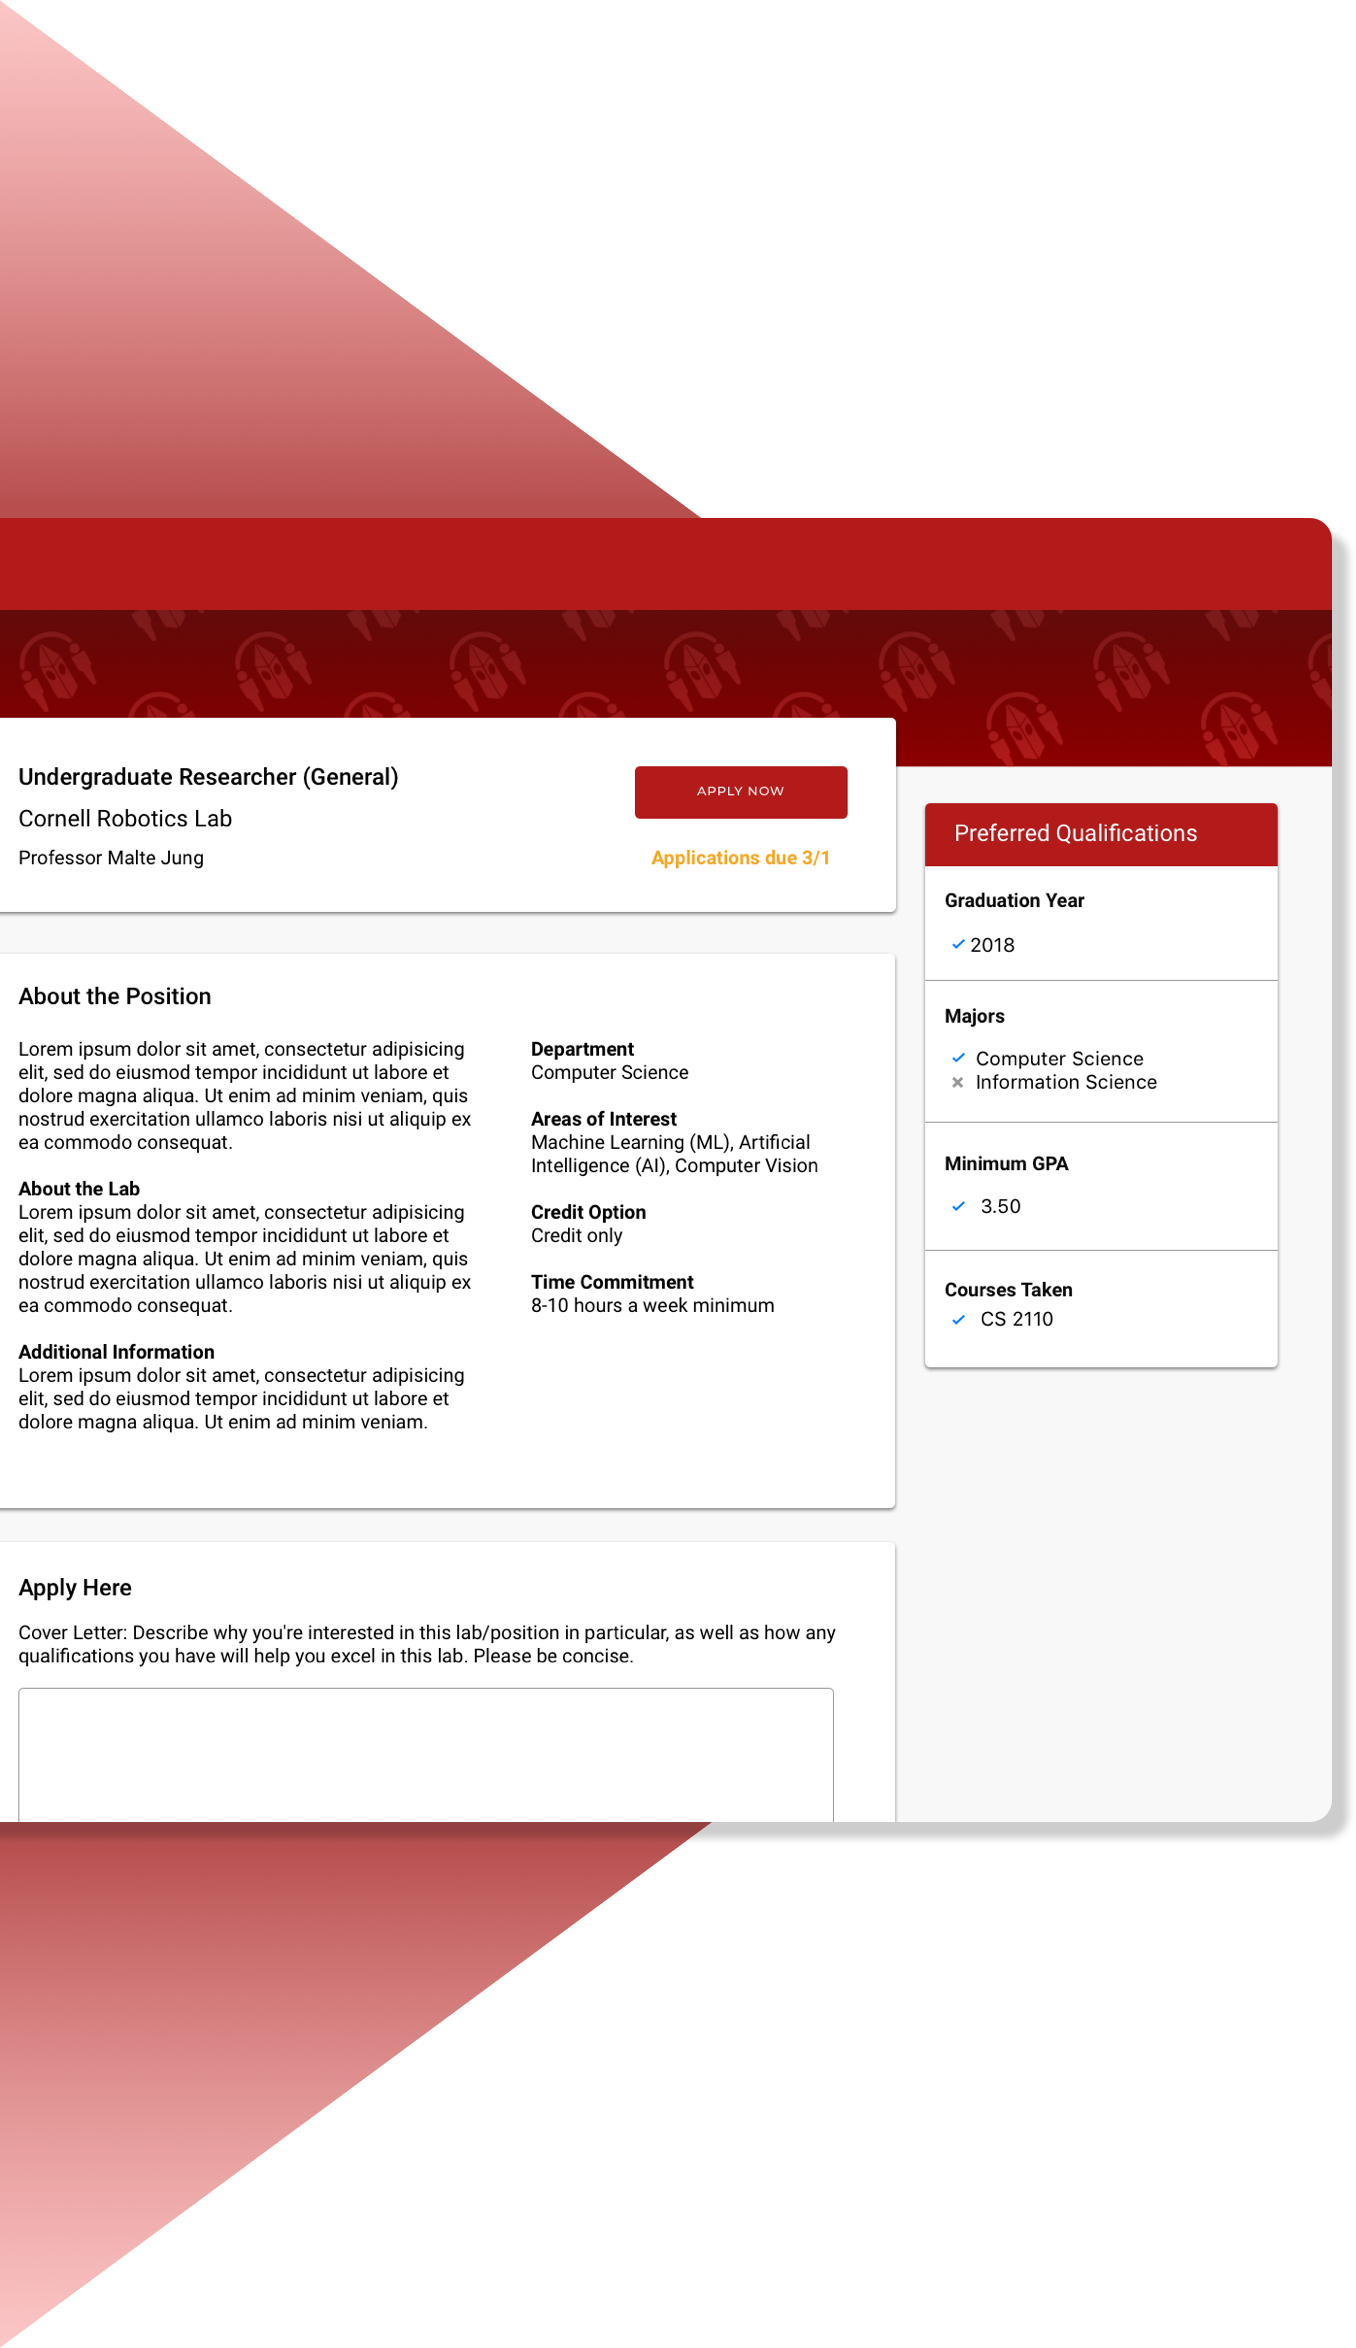 Undergraduate Researcher (General)
Cornell Robotics Lab
Professor Malte Jung
APPLY NOW
Applications due 3/1
About the Position
Lorem ipsum dolor sit amet, consectetur adipisicing
elit, sed do eiusmod tempor incididunt ut labore et
dolore magna aliqua. Ut enim ad minim veniam, quis
nostrud exercitation ullamco laboris nisi ut aliquip ex
ea commodo consequat.
About the Lab
Lorem ipsum dolor sit amet, consectetur adipisicing
elit, sed do eiusmod tempor incididunt ut labore et
dolore magna aliqua. Ut enim ad minim veniam, quis
nostrud exercitation ullamco laboris nisi ut aliquip ex
ea commodo consequat.
Additional Information
Lorem ipsum dolor sit amet, consectetur adipisicing
elit, sed do eiusmod tempor incididunt ut labore et
dolore magna aliqua. Ut enim ad minim veniam.
Department
Computer Science
Areas of Interest
Machine Learning (ML), Artificial
Intelligence (AI), Computer Vision
Credit Option
Credit only
Time Commitment
8-10 hours a week minimum
Apply Here
Cover Letter: Describe why you're interested in this lab/position in particular, as well as how any
qualifications you have will help you excel in this lab. Please be concise.
Preferred Qualifications
Graduation Year
2018
Majors
Computer Science
Information Science
Minimum GPA
3.50
Courses Taken
CS 2110